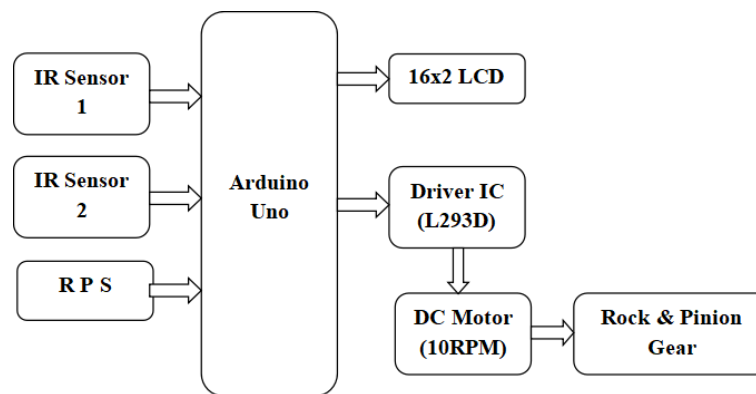 IR Sensor
1
IR Sensor
2
R P S
Arduino
Uno
16x2 LCD
Driver IC
(L293D)
DC Motor
(10RPM)
Rock & Pinion
Gear